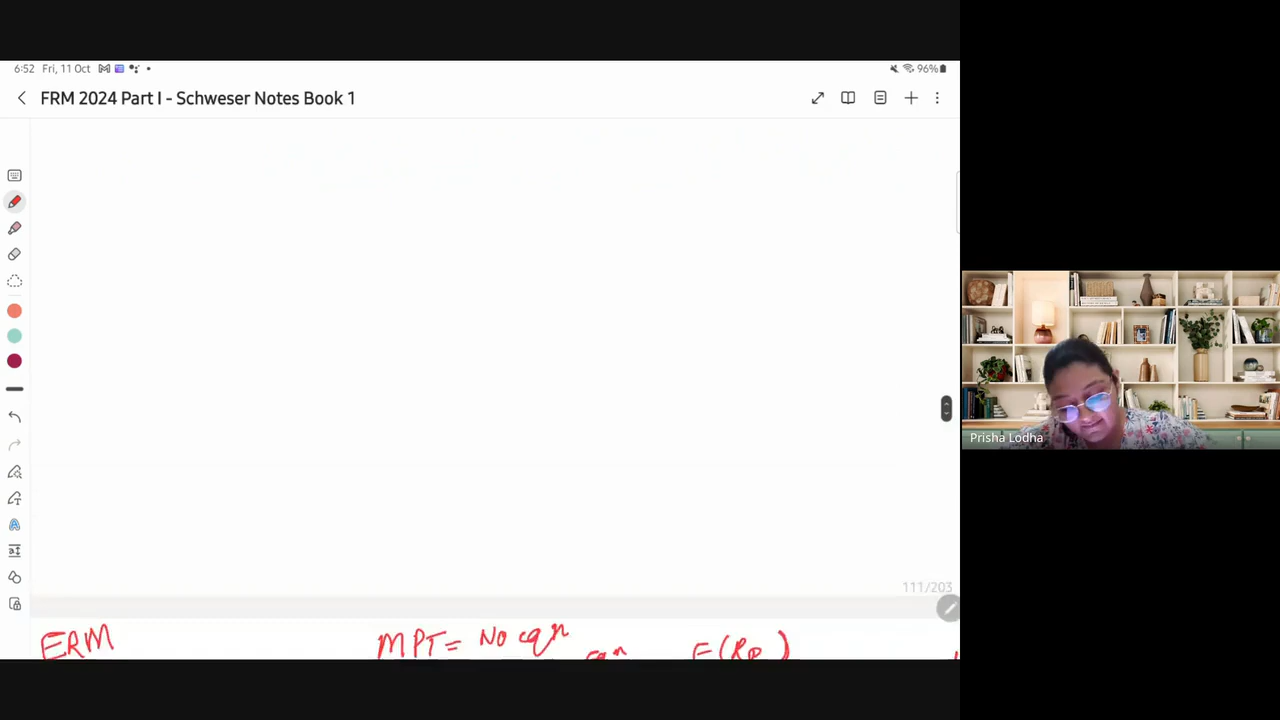 6:52 Fri, 11 Oct
96%
FRM 2024 Part I - Schweser Notes Book 1
111/203
ERM
MPT = No eqn
eqn E(RP)
Prisha Lodha